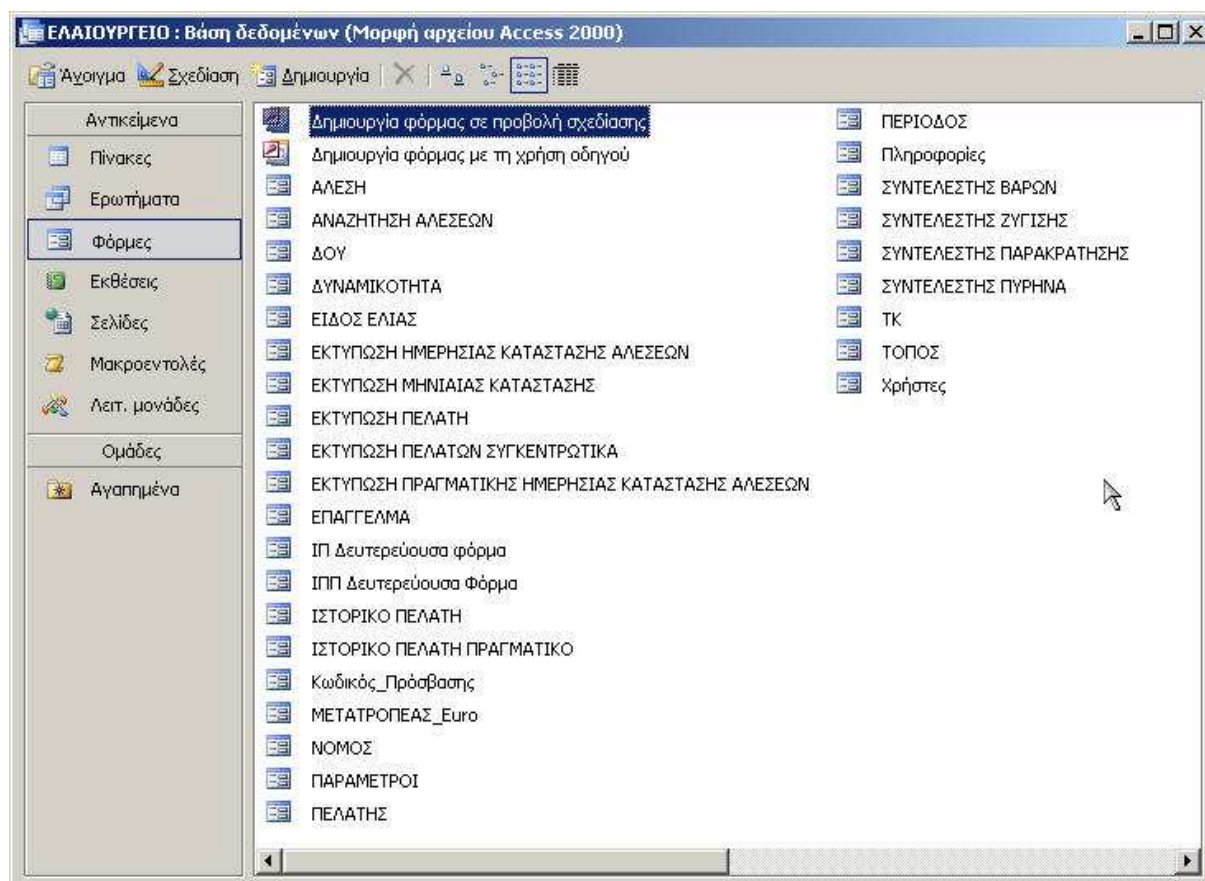 ΕΛΑΙΟΥΡΓΕΙΟ : Βάση δεδομένων (Μορφή αρχείου Access 2000)
Άνοιγμα Σχεδίαση Δημιουργία
Αντικείμενα
Πίνακες
Ερωτήματα
Φόρμες
Εκθέσεις
Σελίδες
Μακροεντολές
Λειτ. μονάδες
Ομάδες
Αγαπημένα
Δημιουργία φόρμας σε προβολή σχεδίασης
Δημιουργία φόρμας με τη χρήση οδηγού
ΑΛΕΣΗ
ΑΝΑΖΗΤΗΣΗ ΑΛΕΣΕΩΝ
ΔΟΥ
ΔΥΝΑΜΙΚΟΤΗΤΑ
ΕΙΔΟΣ ΕΛΙΑΣ
ΕΚΤΥΠΩΣΗ ΗΜΕΡΗΣΙΑΣ ΚΑΤΑΣΤΑΣΗΣ ΑΛΕΣΕΩΝ
ΕΚΤΥΠΩΣΗ ΜΗΝΙΑΙΑΣ ΚΑΤΑΣΤΑΣΗΣ
ΕΚΤΥΠΩΣΗ ΠΕΛΑΤΗ
ΕΚΤΥΠΩΣΗ ΠΕΛΑΤΩΝ ΣΥΓΚΕΝΤΡΩΤΙΚΑ
ΕΚΤΥΠΩΣΗ ΠΡΑΓΜΑΤΙΚΗΣ ΗΜΕΡΗΣΙΑΣ ΚΑΤΑΣΤΑΣΗΣ ΑΛΕΣΕΩΝ
ΕΠΑΓΓΕΛΜΑ
ΙΠ Δευτερεύουσα φόρμα
ΙΠΠ Δευτερεύουσα Φόρμα
ΙΣΤΟΡΙΚΟ ΠΕΛΑΤΗ
ΙΣΤΟΡΙΚΟ ΠΕΛΑΤΗ ΠΡΑΓΜΑΤΙΚΟ
Κωδικός_Πρόσβασης
ΜΕΤΑΤΡΟΠΕΑΣ_Euro
ΝΟΜΟΣ
ΠΑΡΑΜΕΤΡΟΙ
ΠΕΛΑΤΗΣ
ΠΕΡΙΟΔΟΣ
Πληροφορίες
ΣΥΝΤΕΛΕΣΤΗΣ ΒΑΡΩΝ
ΣΥΝΤΕΛΕΣΤΗΣ ΖΥΓΙΣΗΣ
ΣΥΝΤΕΛΕΣΤΗΣ ΠΑΡΑΚΡΑΤΗΣΗΣ
ΣΥΝΤΕΛΕΣΤΗΣ ΠΥΡΗΝΑ
ΤΚ
ΤΟΠΟΣ
Χρήστες